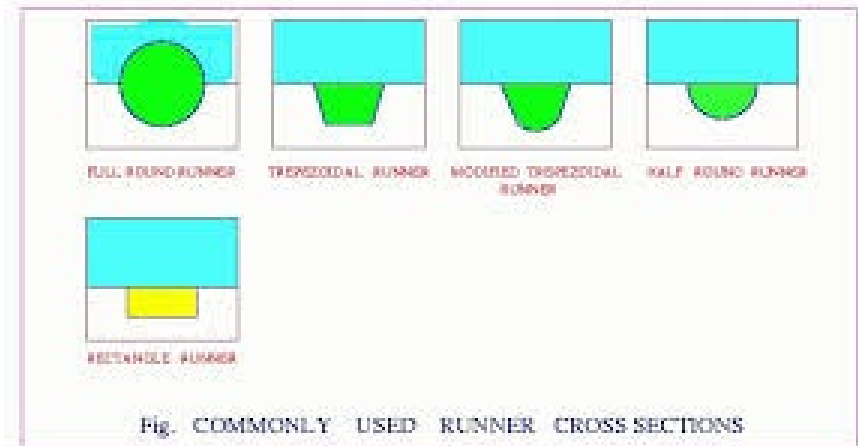 FULL ROUND RUNNER
TREPEZOIDAL RUNNER
MODIFIED TREPEZOIDAL
RUNNER
HALF ROUND RUNNER
RECTANGLE RUNNER
Fig. COMMONLY USED RUNNER CROSS SECTIONS